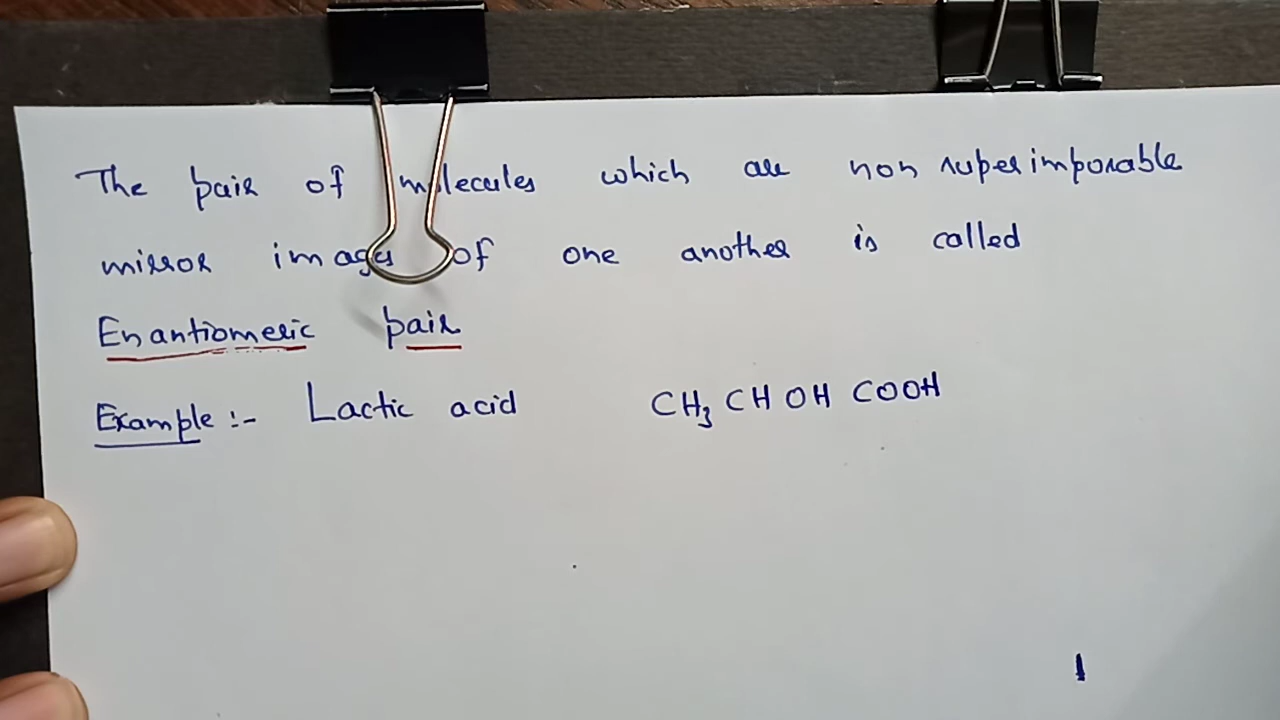 The pair of molecules which are non superimposable
mirror images of one another is called
Enantiomeric pair
Example :- Lactic acid CH₃ CH OH COOH
1